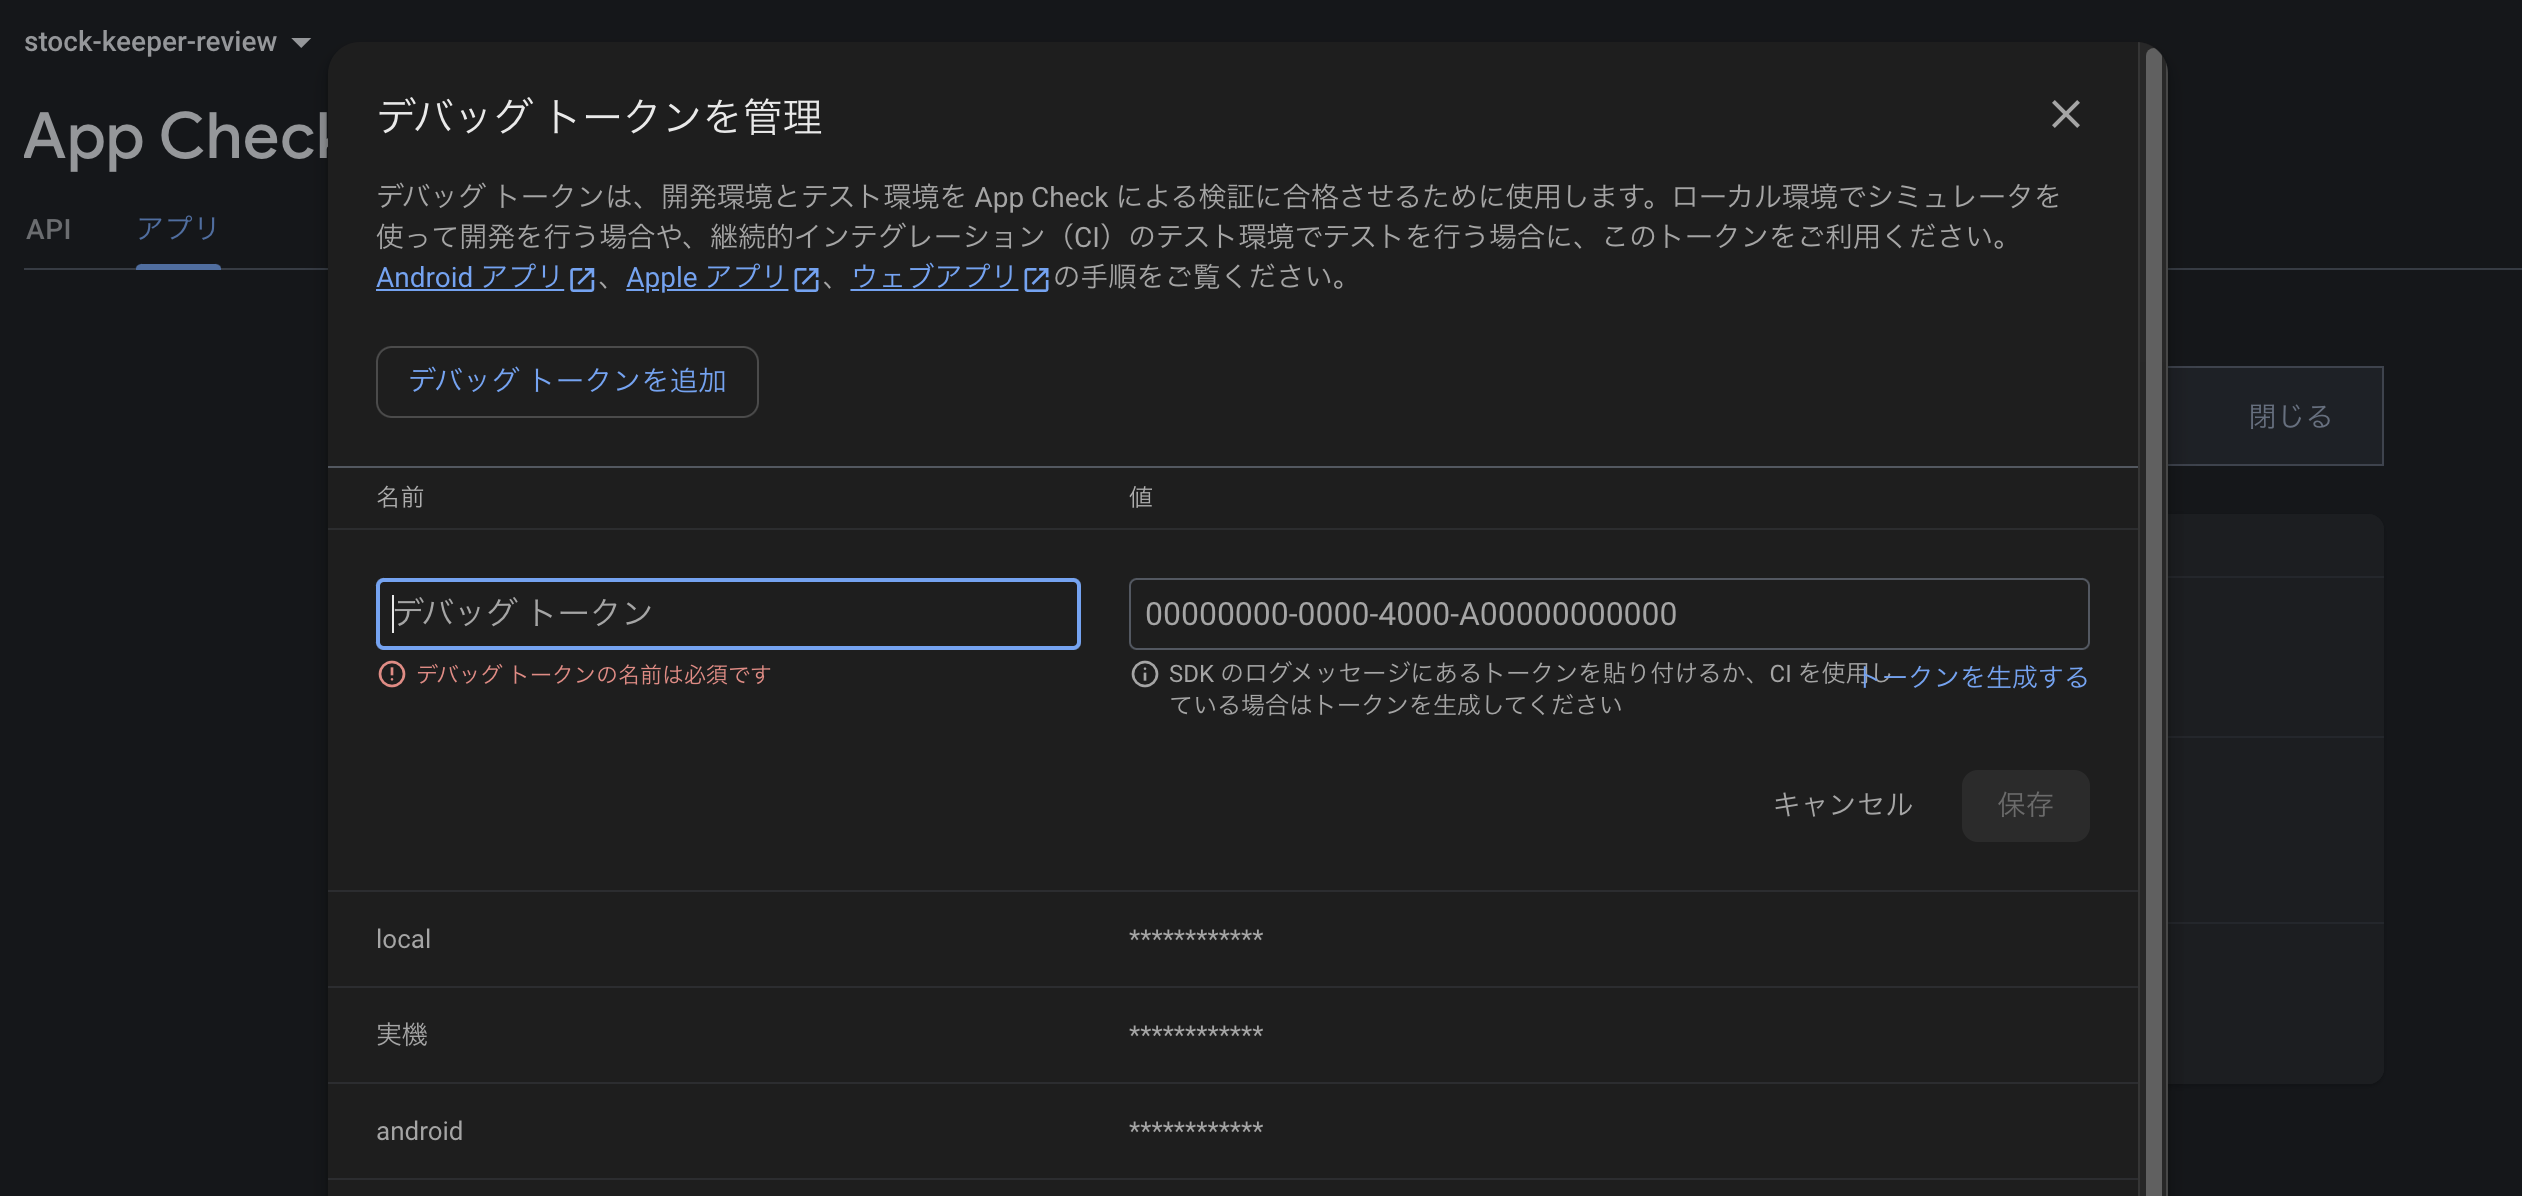 stock-keeper-review
App Check
API
アプリ
デバッグ トークンを管理
デバッグ トークンは、開発環境とテスト環境を App Check による検証に合格させるために使用します。ローカル環境でシミュレータを
使って開発を行う場合や、継続的インテグレーション（CI）のテスト環境でテストを行う場合に、このトークンをご利用ください。
Android アプリ、Apple アプリ、ウェブアプリの手順をご覧ください。
デバッグ トークンを追加
閉じる
名前
値
デバッグ トークン
00000000-0000-4000-A00000000000
デバッグ トークンの名前は必須です
SDK のログメッセージにあるトークンを貼り付けるか、CI を使用し
ている場合はトークンを生成してください
トークンを生成する
キャンセル
保存
local
************
実機
************
android
************